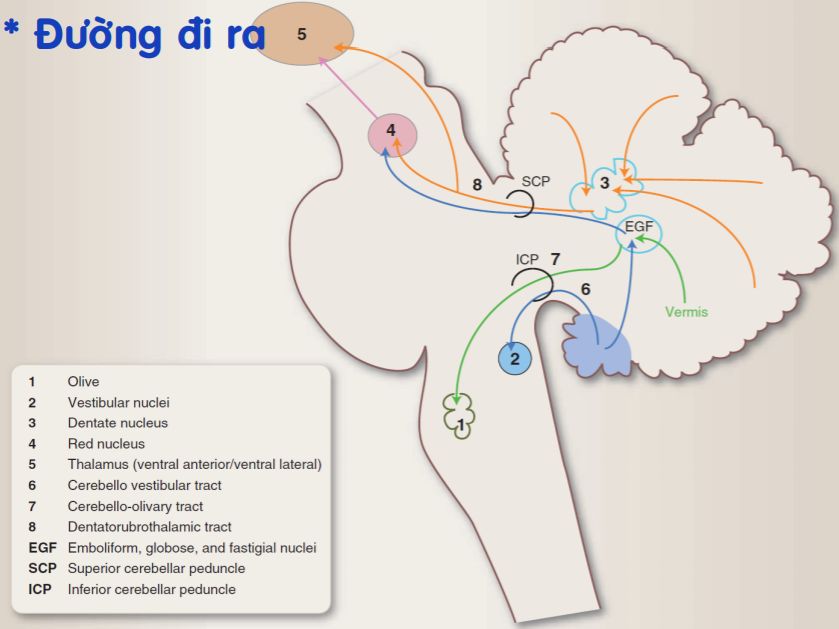 * Đường đi ra
5
4
8
SCP
3
EGF
ICP 7
6
Vermis
2
1
1 Olive
2 Vestibular nuclei
3 Dentate nucleus
4 Red nucleus
5 Thalamus (ventral anterior/ventral lateral)
6 Cerebello vestibular tract
7 Cerebello-olivary tract
8 Dentatorubrothalamic tract
EGF Emboliform, globose, and fastigial nuclei
SCP Superior cerebellar peduncle
ICP Inferior cerebellar peduncle